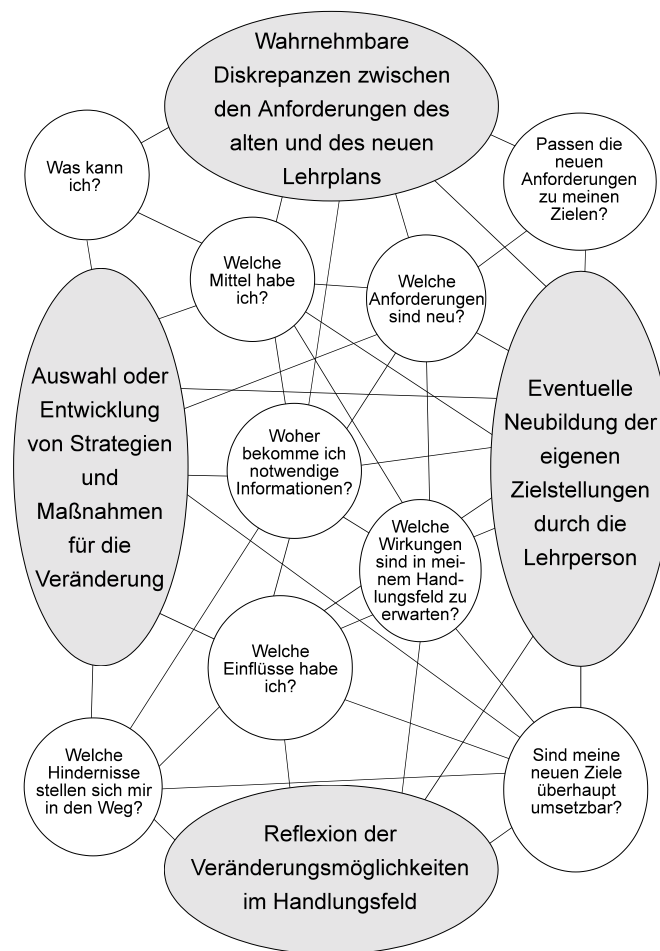 Wahrnehmbare
Diskrepanzen zwischen
den Anforderungen des
alten und des neuen
Lehrplans
Was kann
ich?
Passen die
neuen
Anforderungen
zu meinen
Zielen?
Welche
Mittel habe
ich?
Welche
Anforderungen
sind neu?
Auswahl oder
Entwicklung
von Strategien
und
Maßnahmen
für die
Veränderung
Eventuelle
Neubildung der
eigenen
Zielstellungen
durch die
Lehrperson
Woher
bekomme ich
notwendige
Informationen?
Welche
Wirkungen
sind in mei-
nem Hand-
lungsfeld zu
erwarten?
Welche
Einflüsse habe
ich?
Welche
Hindernisse
stellen sich mir
in den Weg?
Sind meine
neuen Ziele
überhaupt
umsetzbar?
Reflexion der
Veränderungsmöglichkeiten
im Handlungsfeld